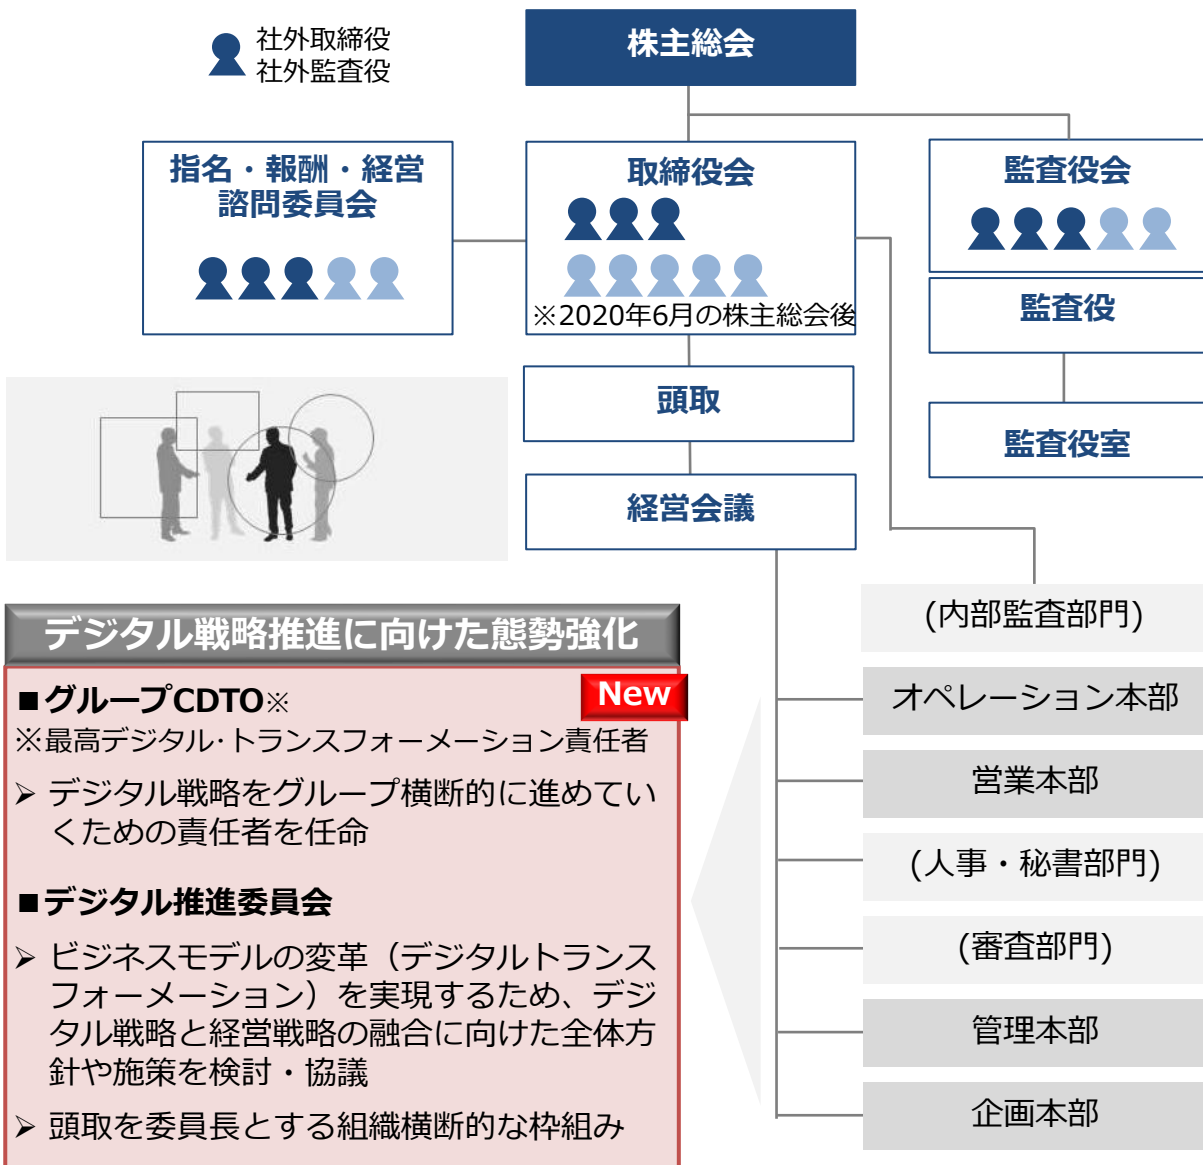 社外取締役
社外監査役
株主総会
指名・報酬・経営
諮問委員会
取締役会
※2020年6月の株主総会後
監査役会
監査役
監査役室
頭取
経営会議
(内部監査部門)
オペレーション本部
営業本部
(人事・秘書部門)
(審査部門)
管理本部
企画本部
デジタル戦略推進に向けた態勢強化
New
■グループCDTO※
※最高デジタル・トランスフォーメーション責任者
➢ デジタル戦略をグループ横断的に進めてい
くための責任者を任命
■デジタル推進委員会
➢ ビジネスモデルの変革（デジタルトランス
フォーメーション）を実現するため、デジ
タル戦略と経営戦略の融合に向けた全体方
針や施策を検討・協議
➢ 頭取を委員長とする組織横断的な枠組み